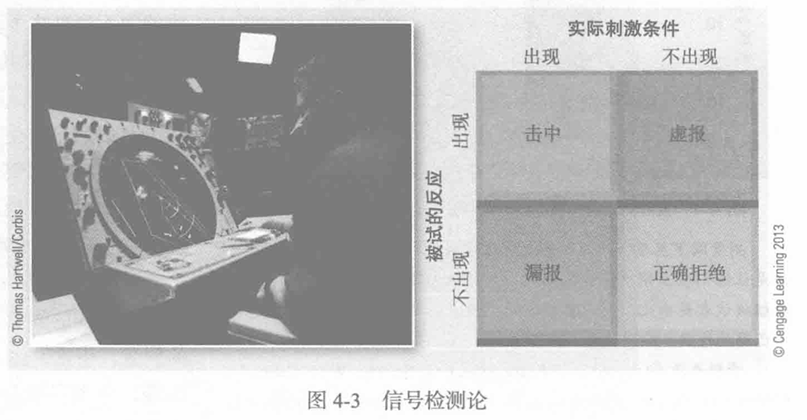 © Thomas Hartwell/Corbis
实际刺激条件
出现 不出现
被试的反应
出现
击中 虚报
不出现
漏报 正确拒绝
© Cengage Learning 2013
图 4-3 信号检测论